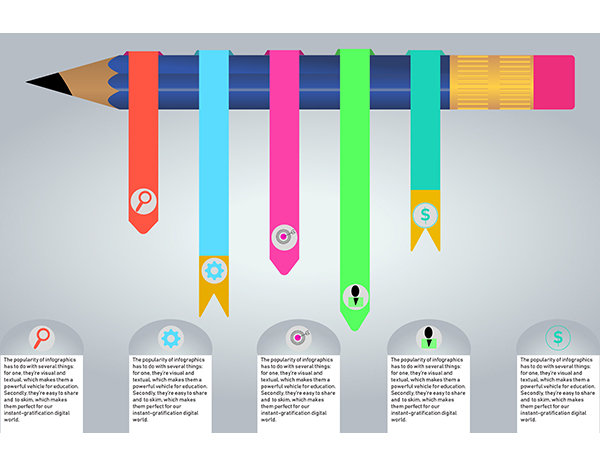 $
$
The popularity of infographics
has to do with several things:
for one, they're visual and
textual, which makes them a
powerful vehicle for education.
Secondly, they're easy to share
and to skim, which makes
them perfect for our
instant-gratification digital
world.
The popularity of infographics
has to do with several things:
for one, they're visual and
textual, which makes them a
powerful vehicle for education.
Secondly, they're easy to share
and to skim, which makes
them perfect for our
instant-gratification digital
world.
The popularity of infographics
has to do with several things:
for one, they're visual and
textual, which makes them a
powerful vehicle for education.
Secondly, they're easy to share
and to skim, which makes
them perfect for our
instant-gratification digital
world.
The popularity of infographics
has to do with several things:
for one, they're visual and
textual, which makes them a
powerful vehicle for education.
Secondly, they're easy to share
and to skim, which makes
them perfect for our
instant-gratification digital
world.
The popularity of infographics
has to do with several things:
for one, they're visual and
textual, which makes them a
powerful vehicle for education.
Secondly, they're easy to share
and to skim, which makes
them perfect for our
instant-gratification digital
world.